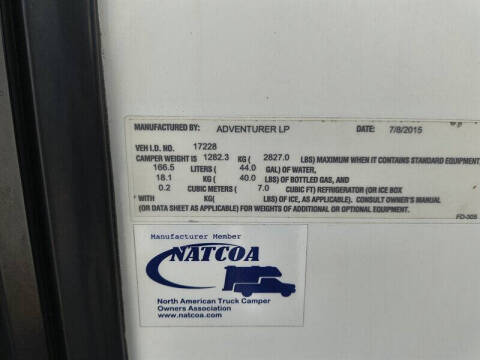 MANUFACTURED BY: ADVENTURER LP DATE: 7/8/2015
VEH I.D. NO. 17228
CAMPER WEIGHT IS 1282.3 KG ( 2827.0 LBS) MAXIMUM WHEN IT CONTAINS STANDARD EQUIPMENT
166.5 LITERS ( 44.0 GAL) OF WATER,
18.1 KG ( 40.0 LBS) OF BOTTLED GAS, AND
0.2 CUBIC METERS ( 7.0 CUBIC FT) REFRIGERATOR (OR ICE BOX
* WITH KG( LBS) OF ICE, AS APPLICABLE). CONSULT OWNER'S MANUAL
(OR DATA SHEET AS APPLICABLE) FOR WEIGHTS OF ADDITIONAL OR OPTIONAL EQUIPMENT.
FD-305
Manufacturer Member
NATCOA
North American Truck Camper
Owners Association
www.natcoa.com